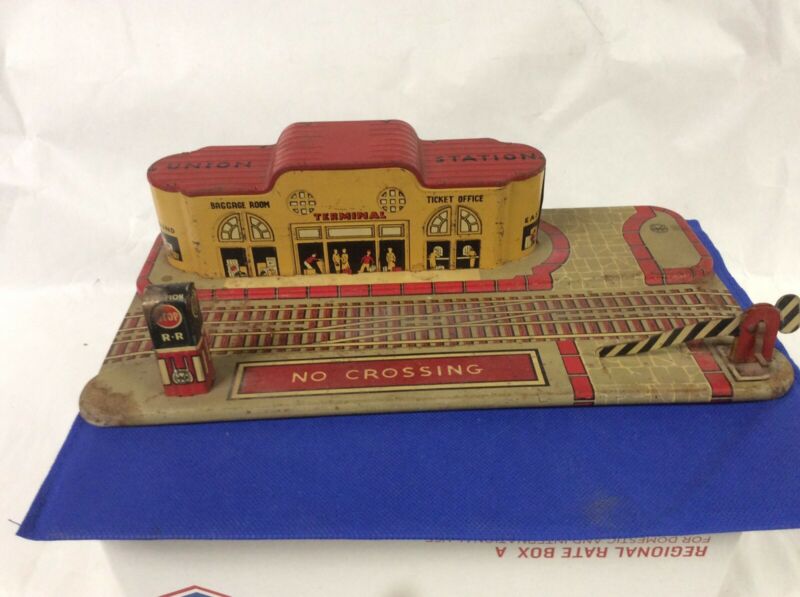 UNION STATION
BAGGAGE ROOM
TICKET OFFICE
TERMINAL
STOP
R·R
NO CROSSING
REGIONAL RATE BOX A
FOR DOMESTIC AND INTERNATIONAL USE